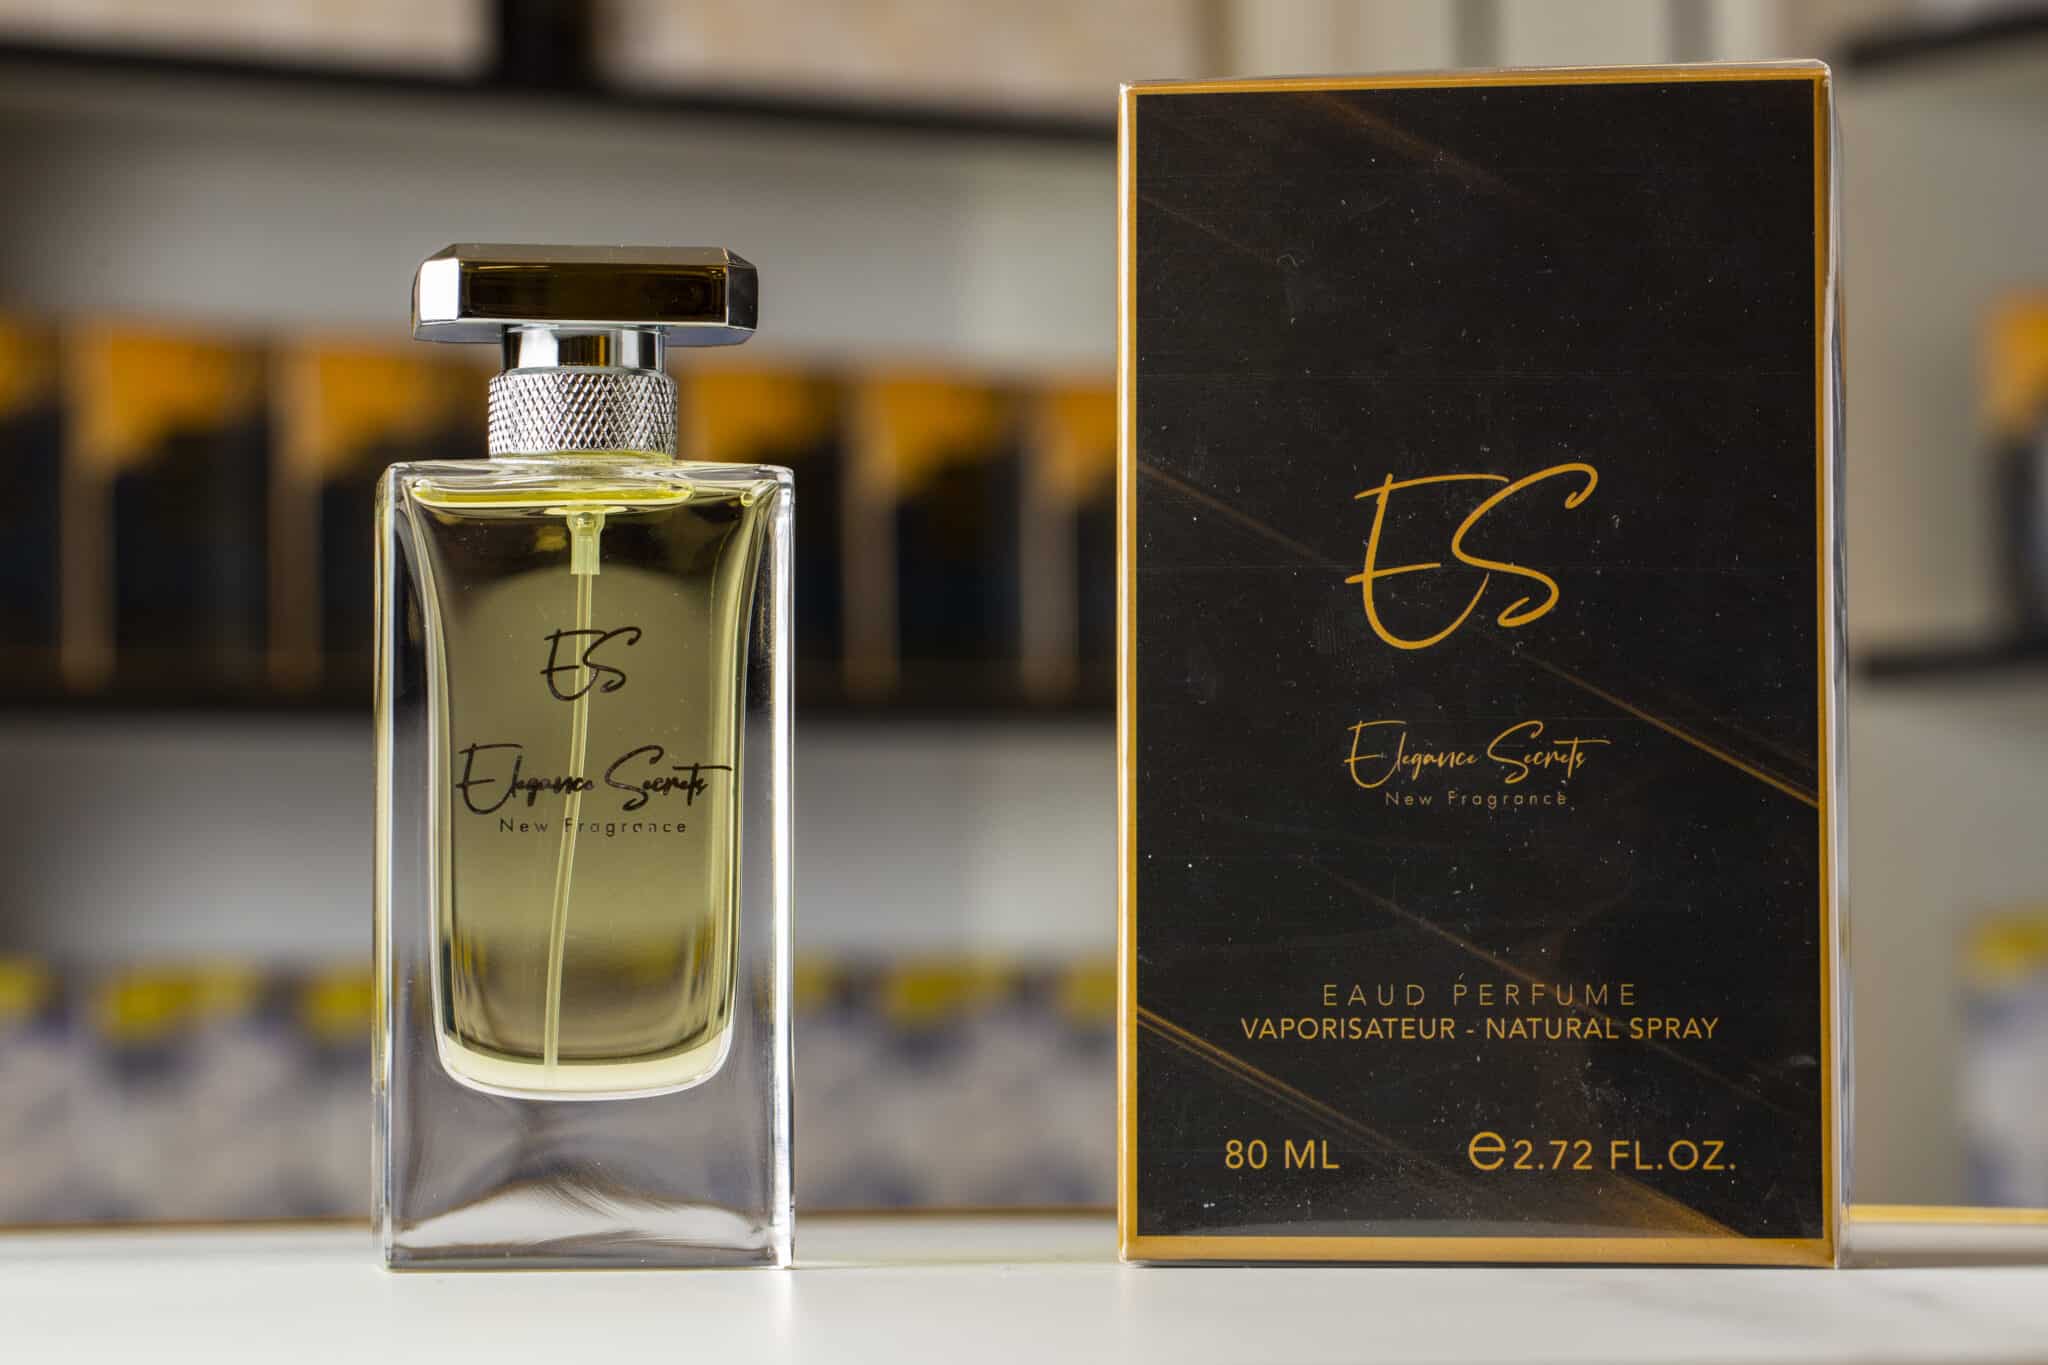 ES
Elegance Secrets
New Fragrance
ES
Elegance Secrets
New Fragrance
EAUD PERFUME
VAPORISATEUR - NATURAL SPRAY
80 ML
e2.72 FL.OZ.